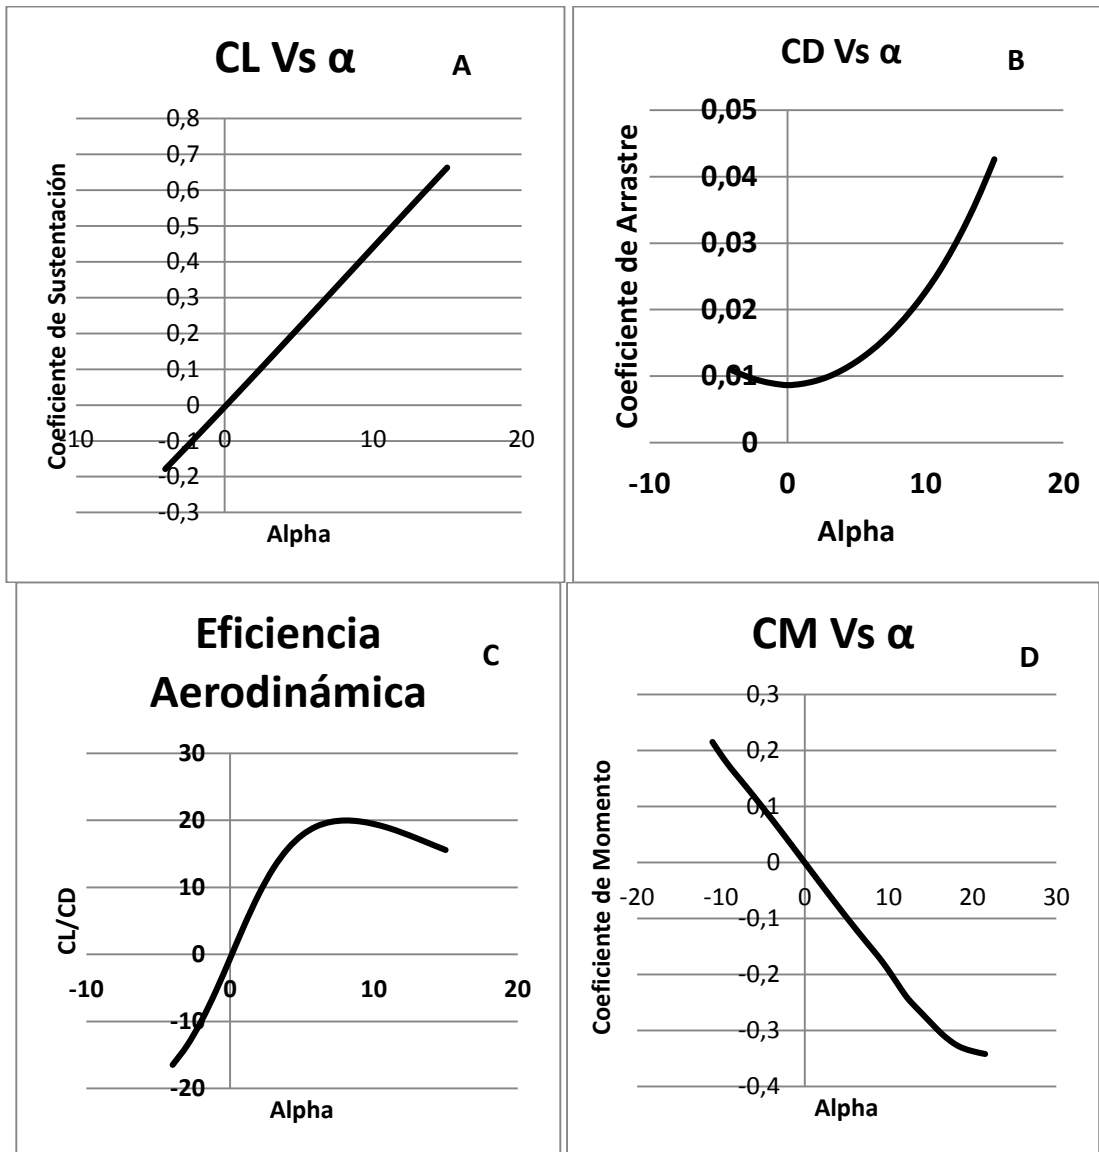 CL Vs α
A
Coeficiente de Sustentación
0,8
0,7
0,6
0,5
0,4
0,3
0,2
0,1
0
-0,1
-0,2
-0,3
-10
0
10
20
Alpha
CD Vs α
B
Coeficiente de Arrastre
0,05
0,04
0,03
0,02
0,01
0
-10
0
10
20
Alpha
Eficiencia
Aerodinámica
C
CL/CD
30
20
10
0
-10
-20
-10
0
10
20
Alpha
CM Vs α
D
Coeficiente de Momento
0,3
0,2
0,1
0
-0,1
-0,2
-0,3
-0,4
-20
-10
0
10
20
30
Alpha